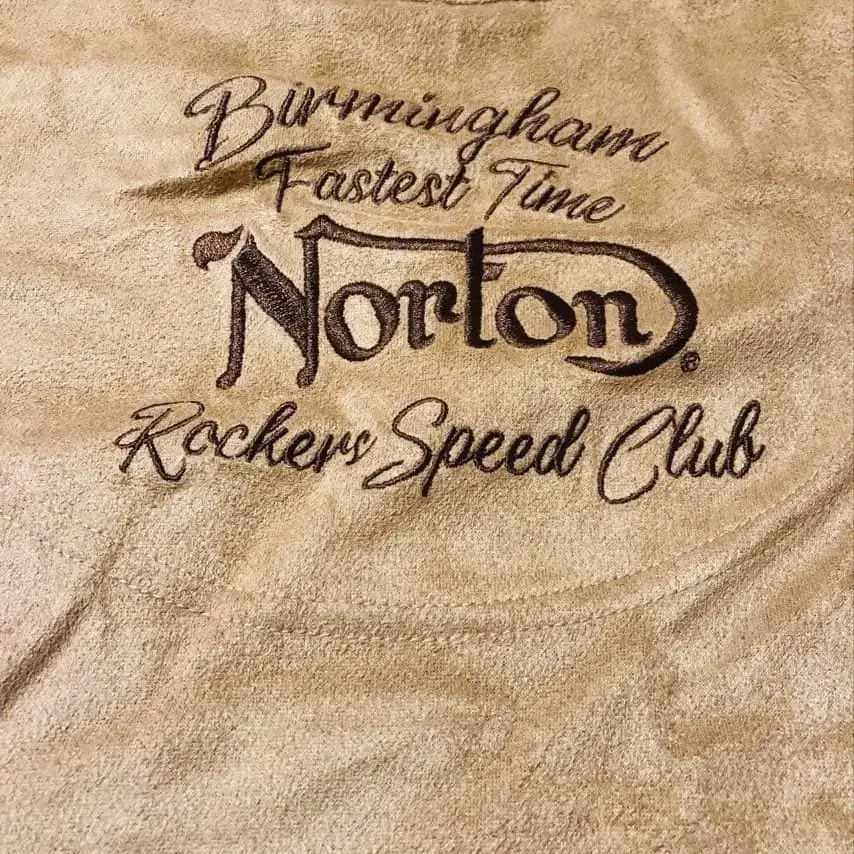 Birmingham
Fastest Time
Norton®
Rockers Speed Club